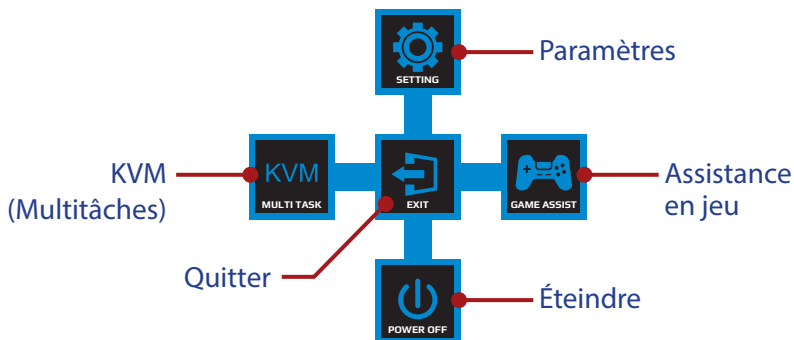 SETTING
Paramètres
KVM
(Multitâches)
KVM
MULTI TASK
EXIT
GAME ASSIST
Assistance
en jeu
Quitter
POWER OFF
Éteindre